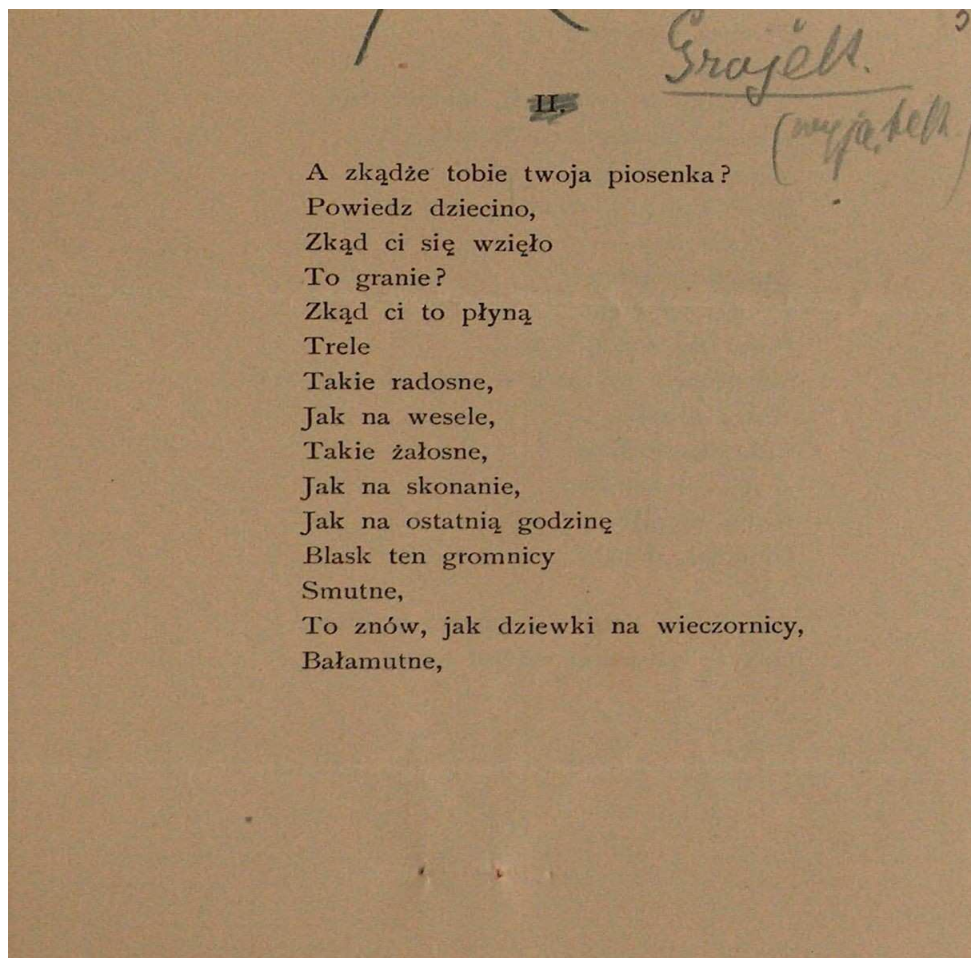 Grajek.
(wyjątek)
II.
A zkądże tobie twoja piosenka?
Powiedz dziecino,
Zkąd ci się wzięło
To granie?
Zkąd ci to płyną
Trele
Takie radosne,
Jak na wesele,
Takie żałosne,
Jak na skonanie,
Jak na ostatnią godzinę
Blask ten gromnicy
Smutne,
To znów, jak dziewki na wieczornicy,
Bałamutne,